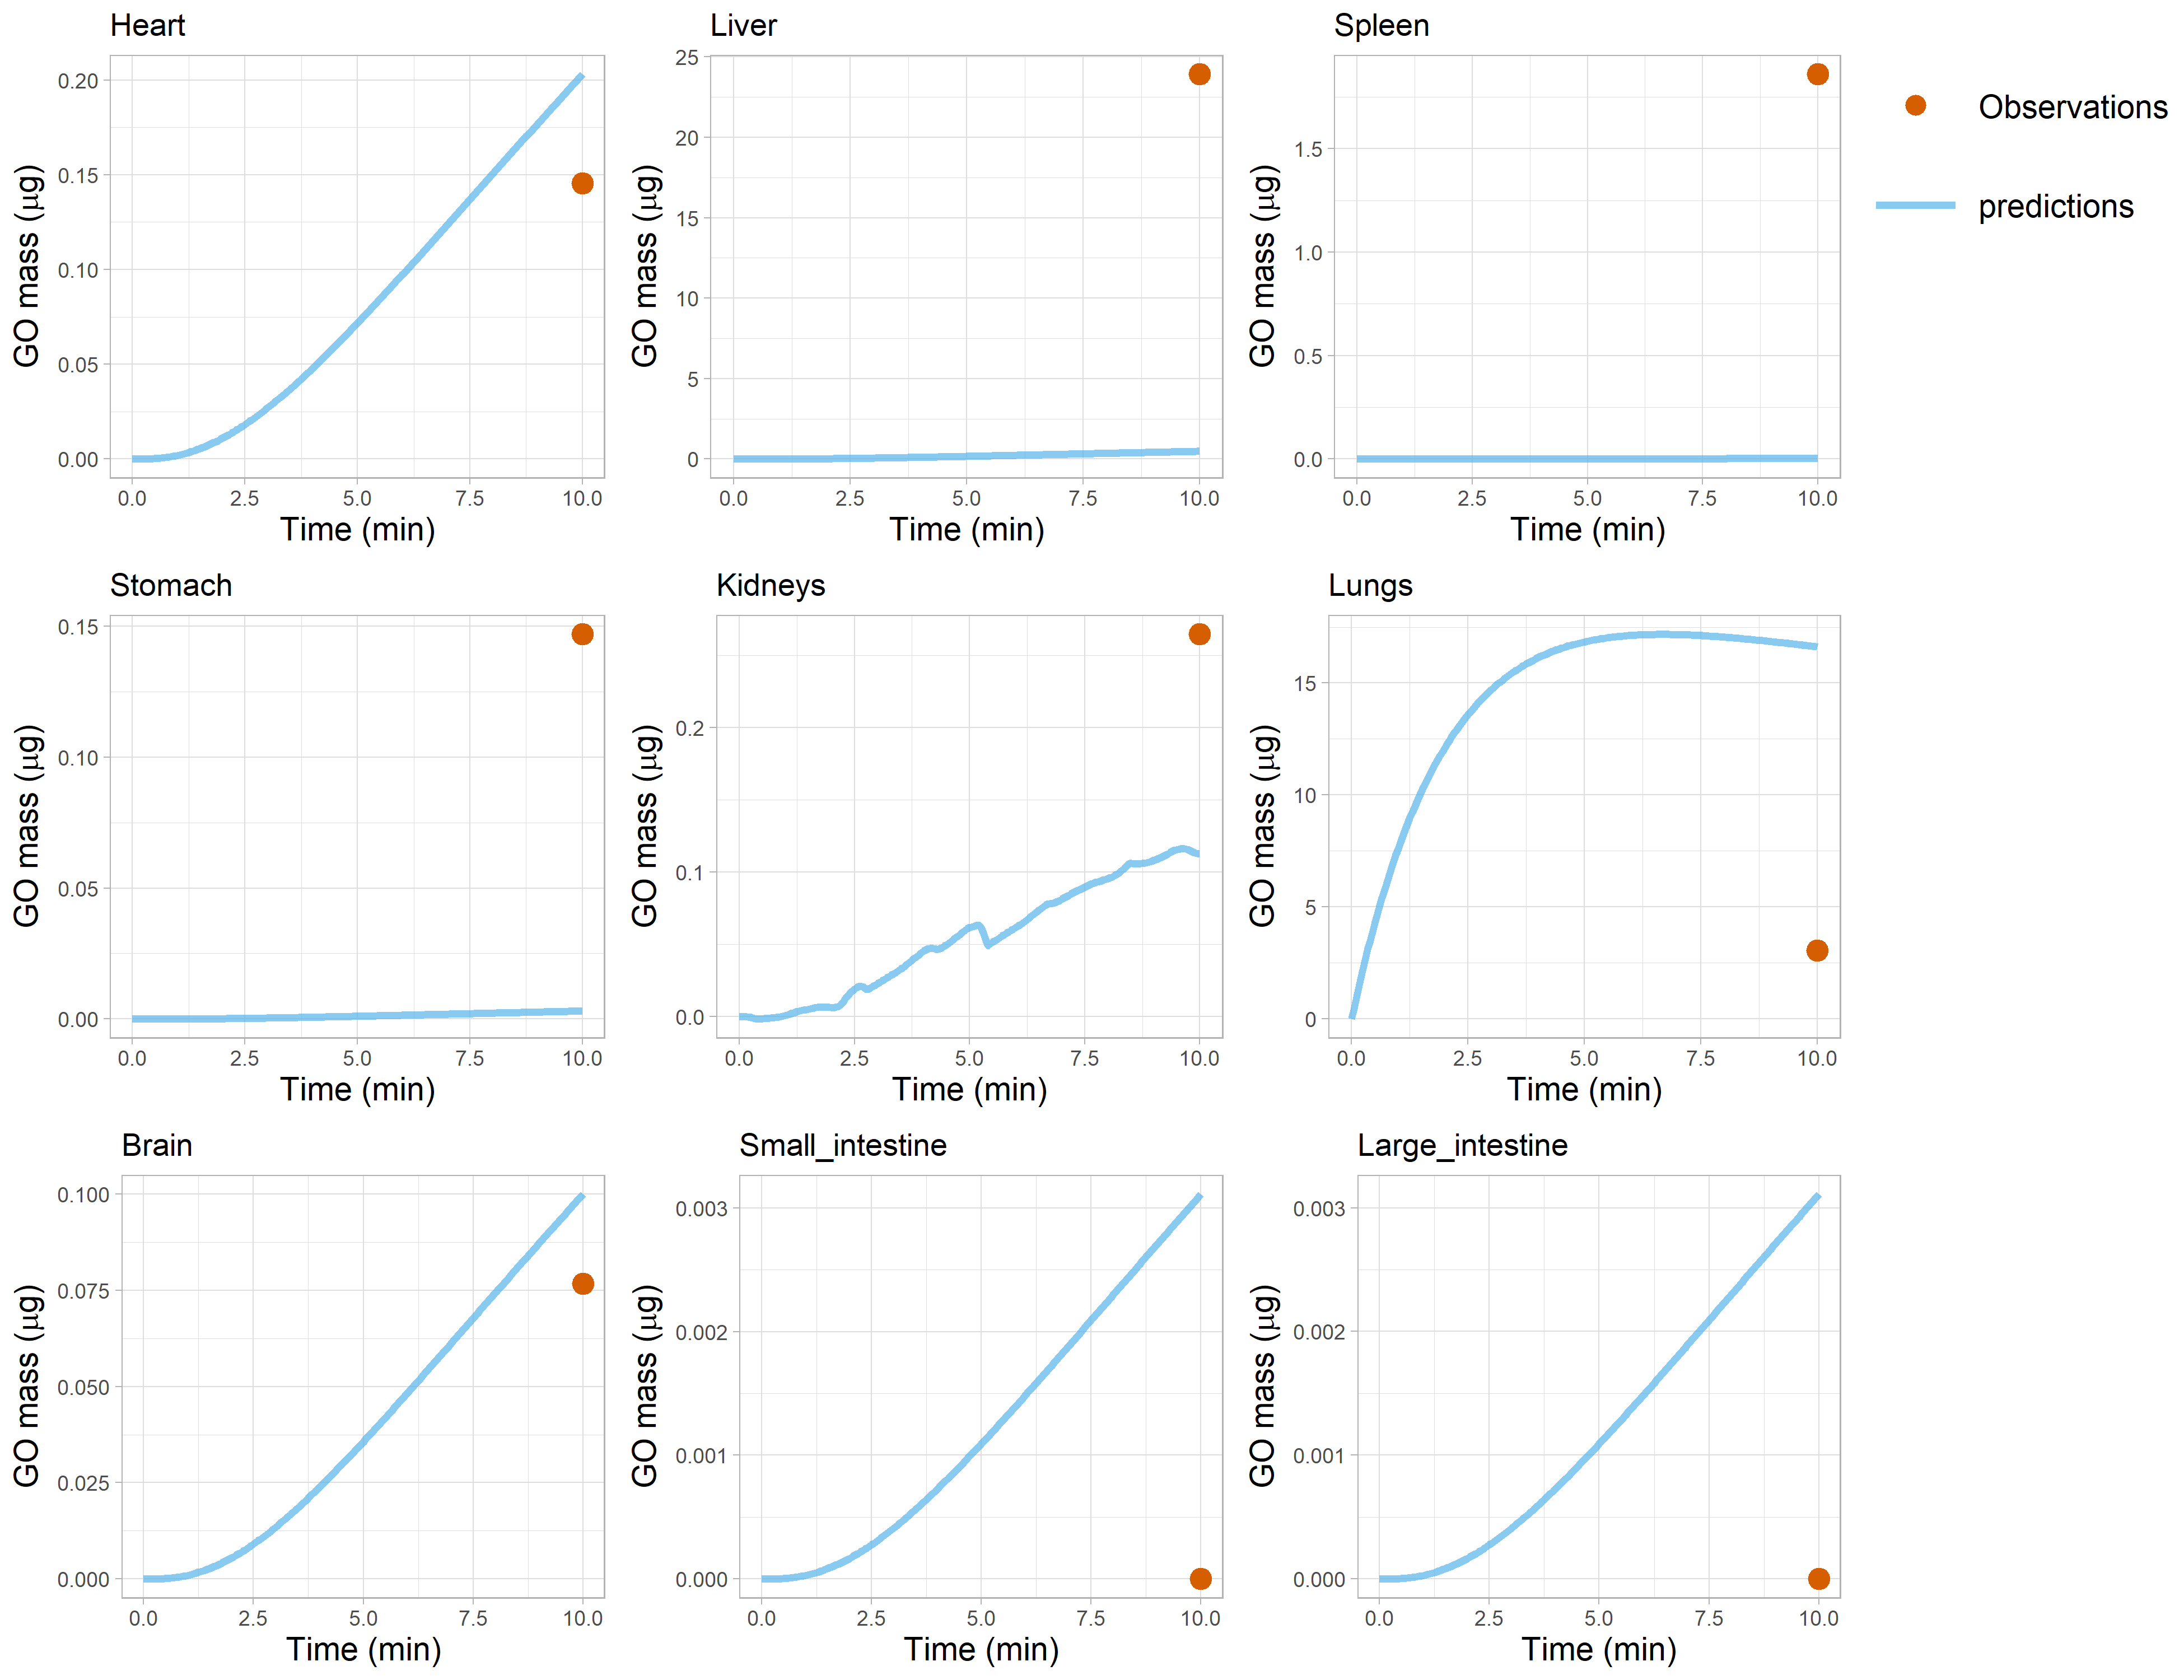 Heart
GO mass (μg)
0.20
0.15
0.10
0.05
0.00
0.0 2.5 5.0 7.5 10.0
Time (min)
Liver
GO mass (μg)
25
20
15
10
5
0
0.0 2.5 5.0 7.5 10.0
Time (min)
Spleen
GO mass (μg)
1.5
1.0
0.5
0.0
0.0 2.5 5.0 7.5 10.0
Time (min)
Observations
predictions
Stomach
GO mass (μg)
0.15
0.10
0.05
0.00
0.0 2.5 5.0 7.5 10.0
Time (min)
Kidneys
GO mass (μg)
0.2
0.1
0.0
0.0 2.5 5.0 7.5 10.0
Time (min)
Lungs
GO mass (μg)
15
10
5
0
0.0 2.5 5.0 7.5 10.0
Time (min)
Brain
GO mass (μg)
0.100
0.075
0.050
0.025
0.000
0.0 2.5 5.0 7.5 10.0
Time (min)
Small_intestine
GO mass (μg)
0.003
0.002
0.001
0.000
0.0 2.5 5.0 7.5 10.0
Time (min)
Large_intestine
GO mass (μg)
0.003
0.002
0.001
0.000
0.0 2.5 5.0 7.5 10.0
Time (min)